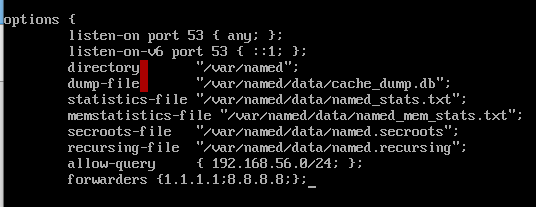 options {
listen-on port 53 { any; };
listen-on-v6 port 53 { ::1; };
directory "/var/named";
dump-file "/var/named/data/cache_dump.db";
statistics-file "/var/named/data/named_stats.txt";
memstatistics-file "/var/named/data/named_mem_stats.txt";
secroots-file "/var/named/data/named.secroots";
recursing-file "/var/named/data/named.recursing";
allow-query { 192.168.56.0/24; };
forwarders {1.1.1.1;8.8.8.8;};